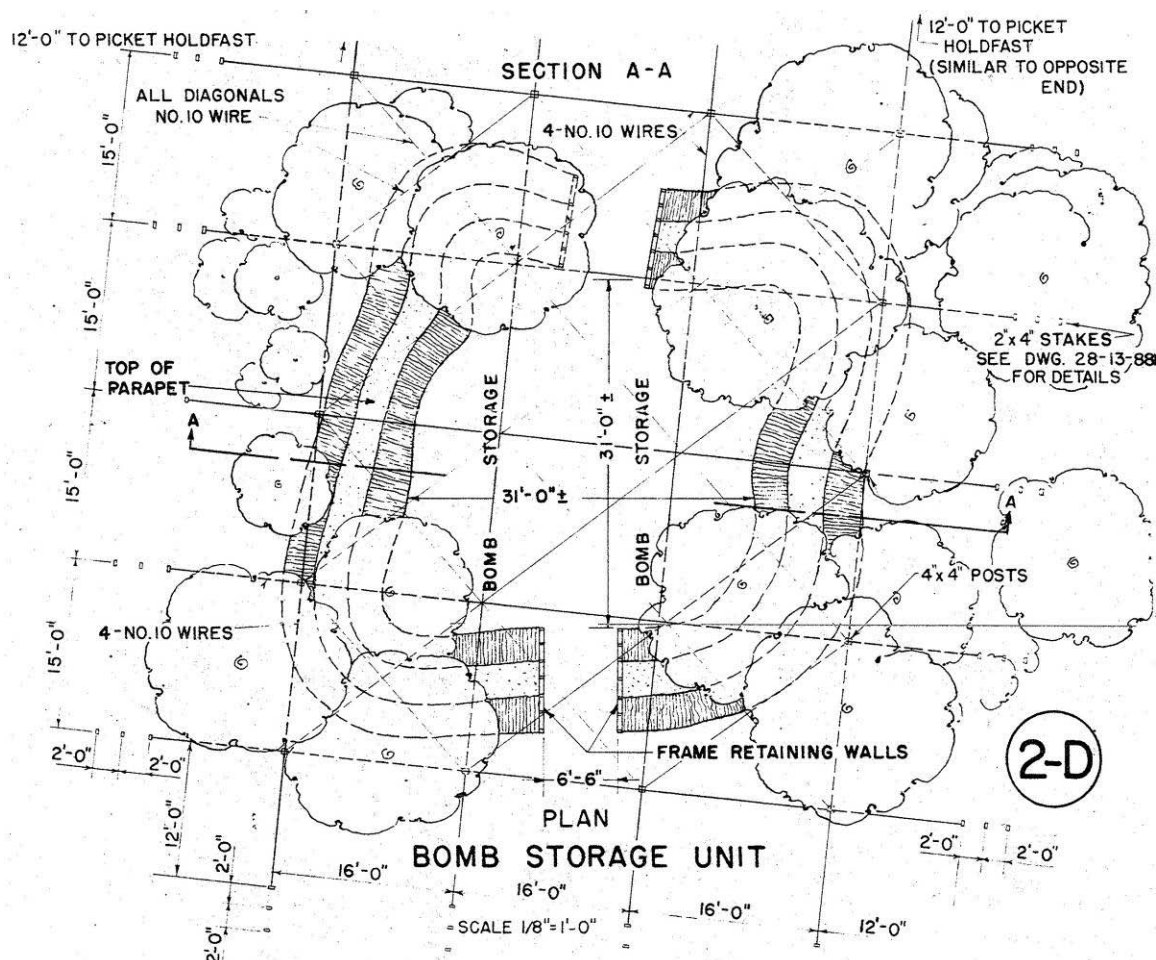 12'-0" TO PICKET HOLDFAST
12'-0" TO PICKET
HOLDFAST
(SIMILAR TO OPPOSITE
END)
SECTION A-A
ALL DIAGONALS
NO. 10 WIRE
4-NO. 10 WIRES
15'-0"
15'-0"
2"x4" STAKES
SEE DWG. 28-13-88
FOR DETAILS
TOP OF
PARAPET
A
BOMB STORAGE
31'-0" ±
BOMB STORAGE
15'-0"
31'-0" ±
A
4"x4" POSTS
4-NO. 10 WIRES
15'-0"
FRAME RETAINING WALLS
2'-0"
2'-0"
6'-6"
2-D
PLAN
BOMB STORAGE UNIT
12'-0"
2'-0"
2'-0"
2'-0"
2'-0"
16'-0"
16'-0"
16'-0"
12'-0"
SCALE 1/8"=1'-0"